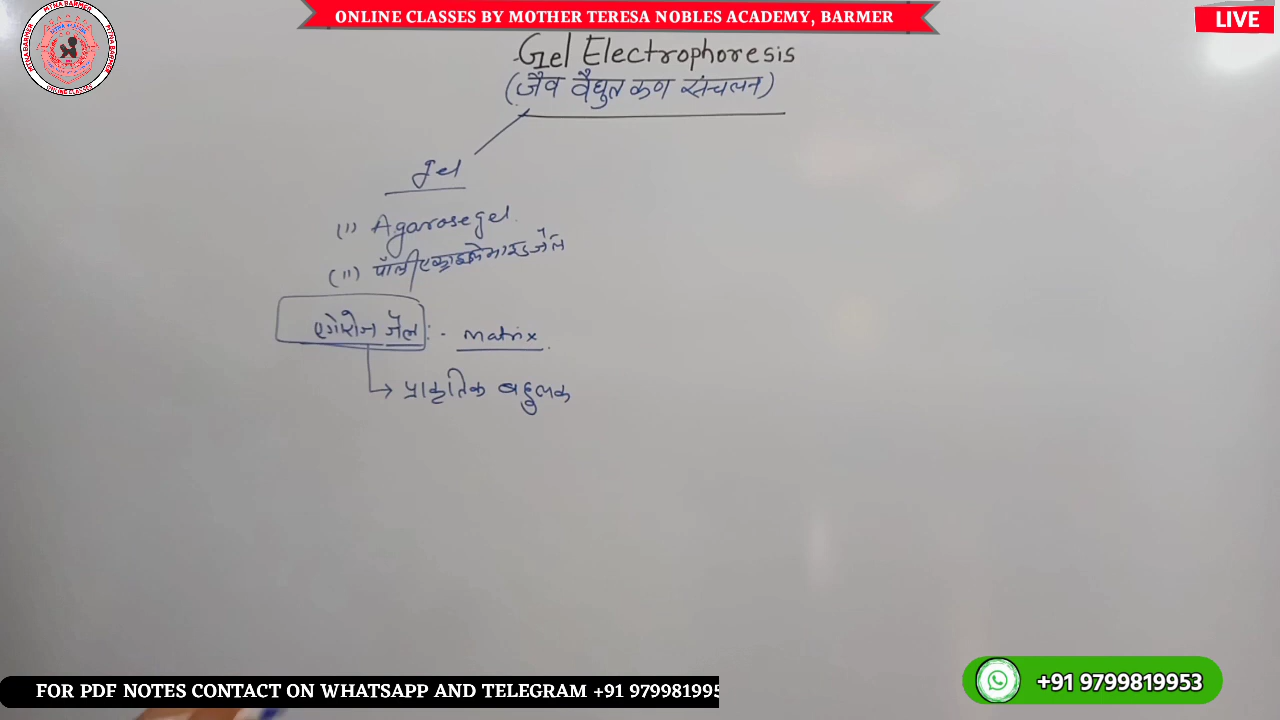 ONLINE CLASSES BY MOTHER TERESA NOBLES ACADEMY, BARMER
LIVE
Gel Electrophoresis
(जैव वैद्युत कण संचलन)
Gel
(i) Agarose gel
(ii) पॉलीएक्राइलेमाइड जैल
एगेरोज जैल :- Matrix
→ प्राकृतिक बहुलक
FOR PDF NOTES CONTACT ON WHATSAPP AND TELEGRAM +91 979981995
+91 9799819953